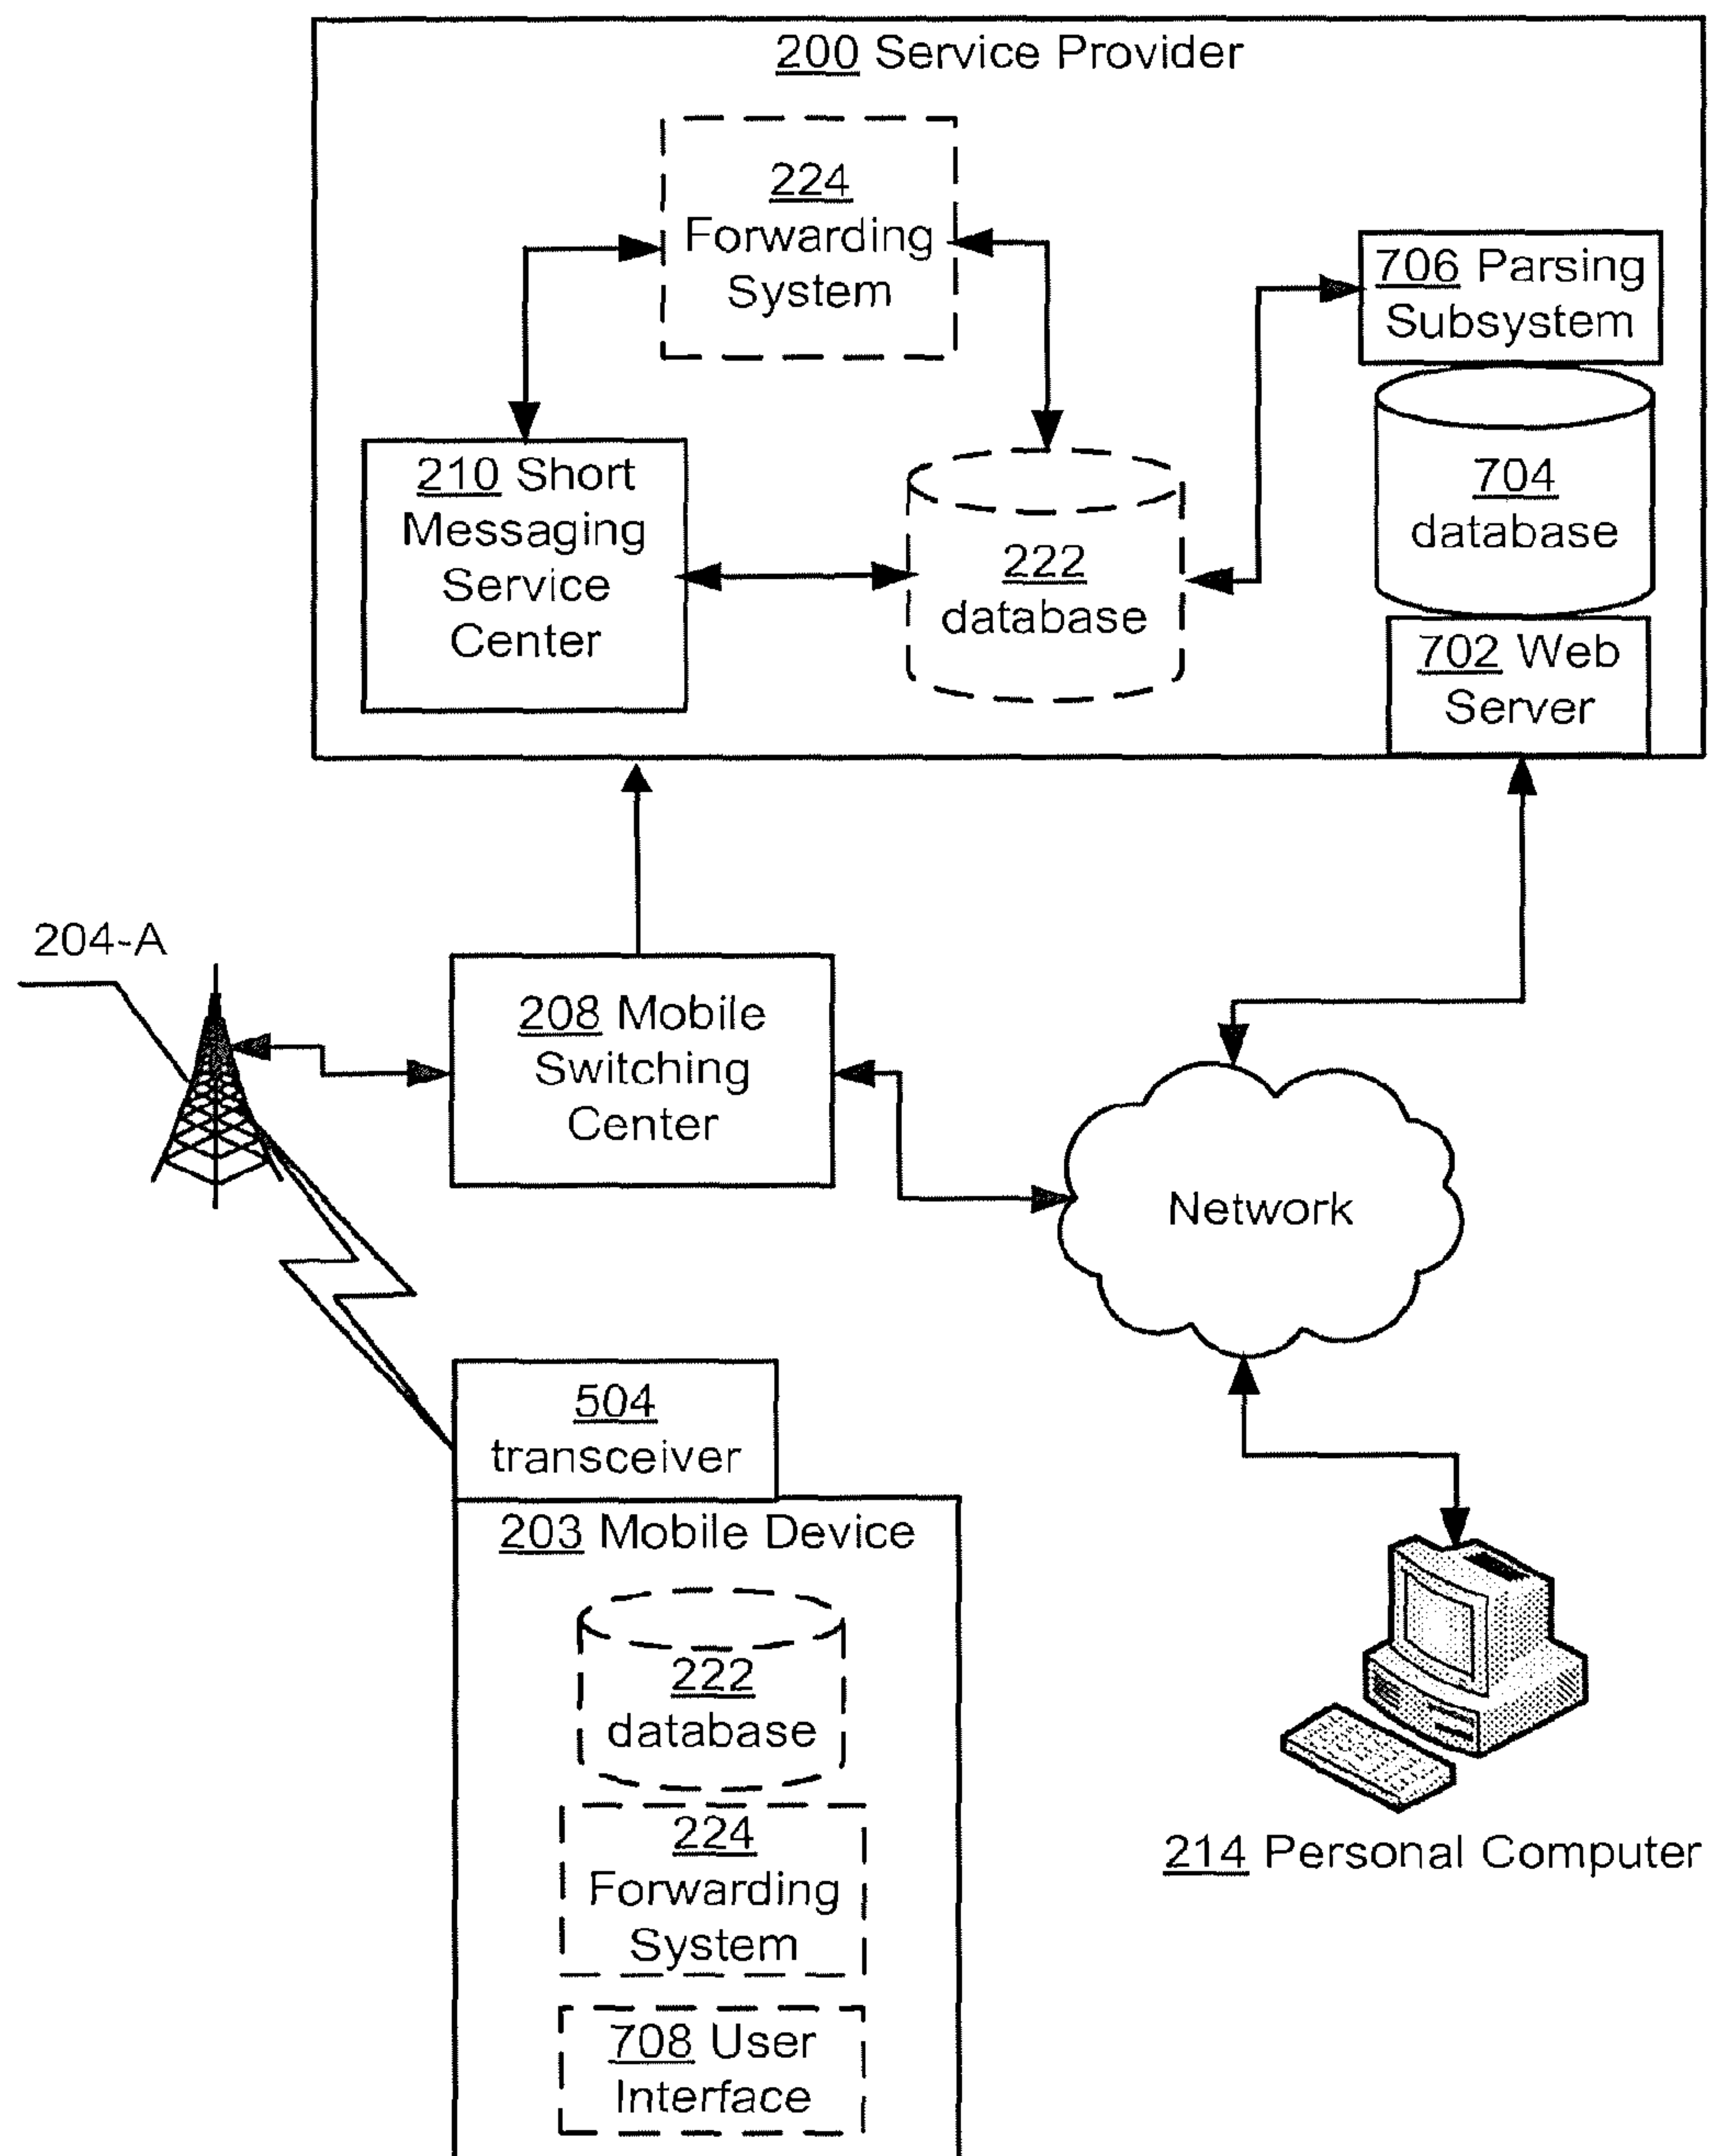 200 Service Provider
224
Forwarding
System
706 Parsing
Subsystem
210 Short
Messaging
Service
Center
222
database
704
database
702 Web
Server
204-A
208 Mobile
Switching
Center
Network
504
transceiver
203 Mobile Device
222
database
224
Forwarding
System
708 User
Interface
214 Personal Computer